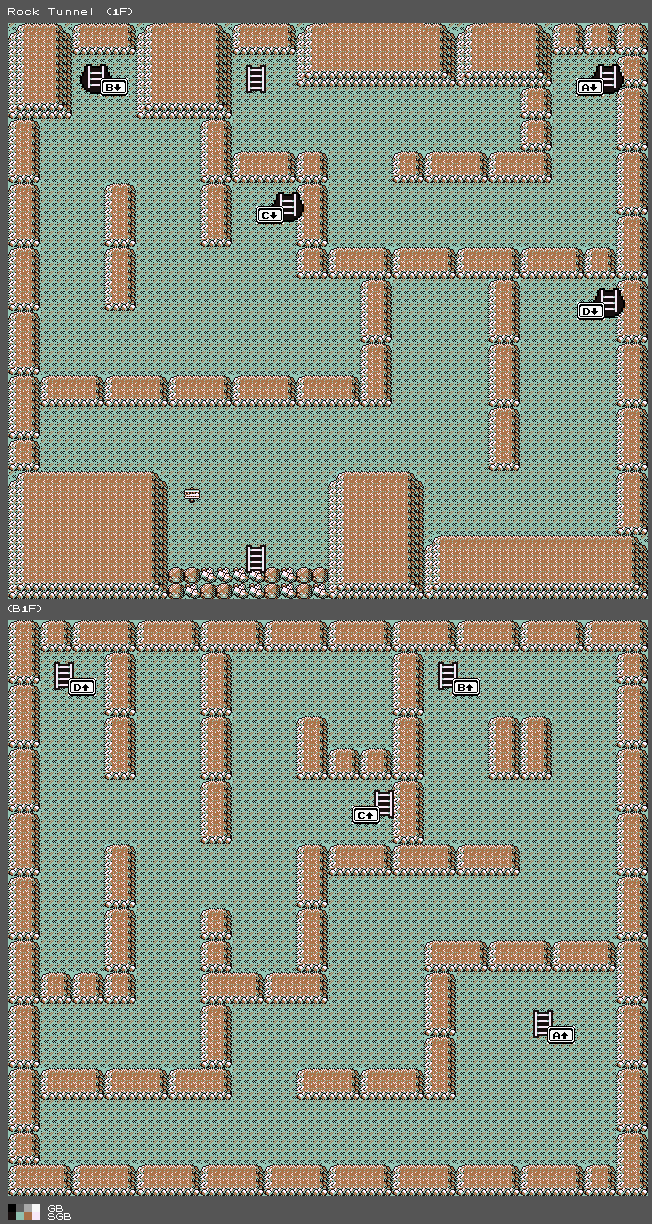 Rock Tunnel (1F)
B↓
A↓
C↓
D↓
(B1F)
D↑
B↑
C↑
A↑
GB
SGB